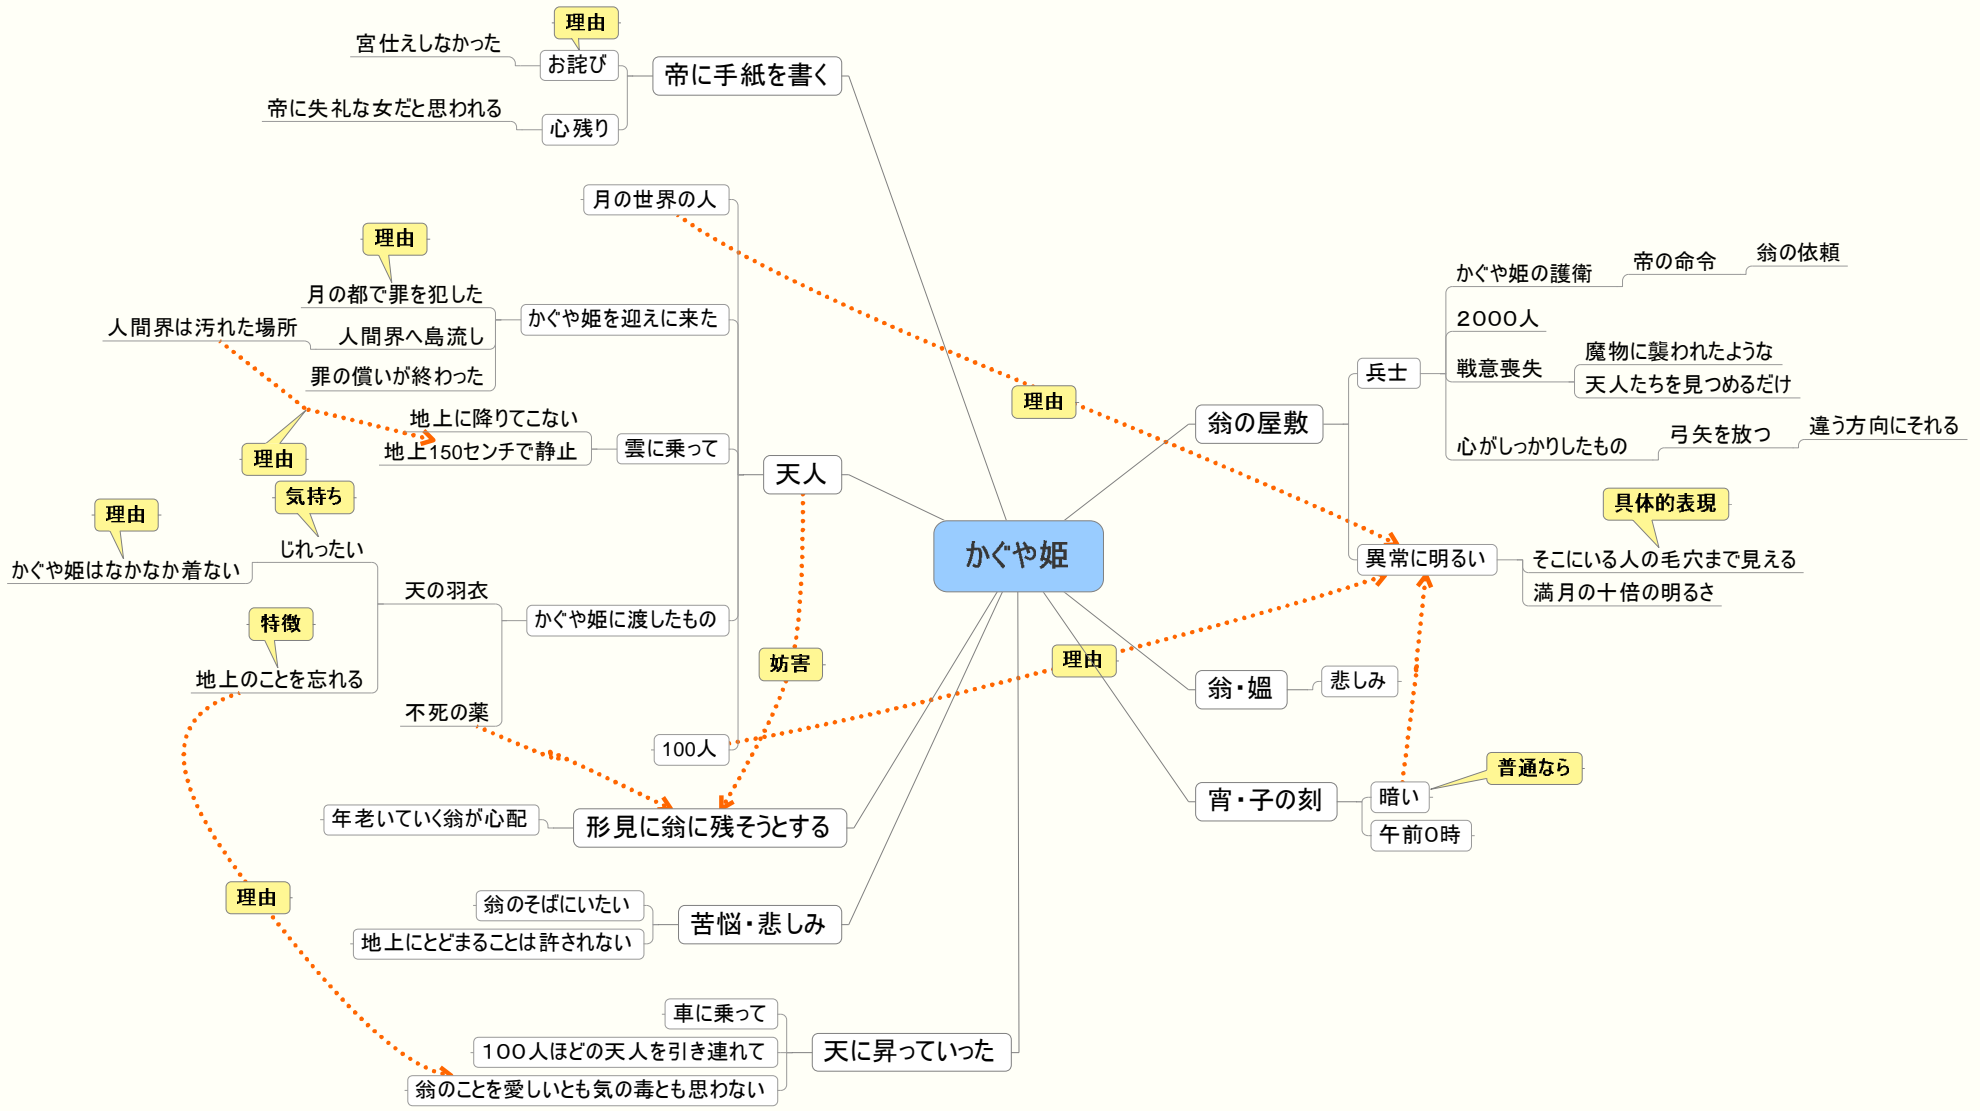 かぐや姫
帝に手紙を書く
理由
お詫び
宮仕えしなかった
心残り
帝に失礼な女だと思われる
天人
月の世界の人
かぐや姫を迎えに来た
理由
月の都で罪を犯した
人間界へ島流し
人間界は汚れた場所
罪の償いが終わった
雲に乗って
地上に降りてこない
地上150センチで静止
理由
かぐや姫に渡したもの
天の羽衣
気持ち
じれったい
理由
かぐや姫はなかなか着ない
特徴
地上のことを忘れる
不死の薬
100人
妨害
形見に翁に残そうとする
年老いていく翁が心配
苦悩・悲しみ
翁のそばにいたい
地上にとどまることは許されない
理由
天に昇っていった
車に乗って
100人ほどの天人を引き連れて
翁のことを愛しいとも気の毒とも思わない
翁の屋敷
兵士
かぐや姫の護衛
帝の命令
翁の依頼
2000人
戦意喪失
魔物に襲われたような
天人たちを見つめるだけ
心がしっかりしたもの
弓矢を放つ
違う方向にそれる
理由
異常に明るい
具体的表現
そこにいる人の毛穴まで見える
満月の十倍の明るさ
理由
翁・媼
悲しみ
宵・子の刻
暗い
普通なら
午前0時